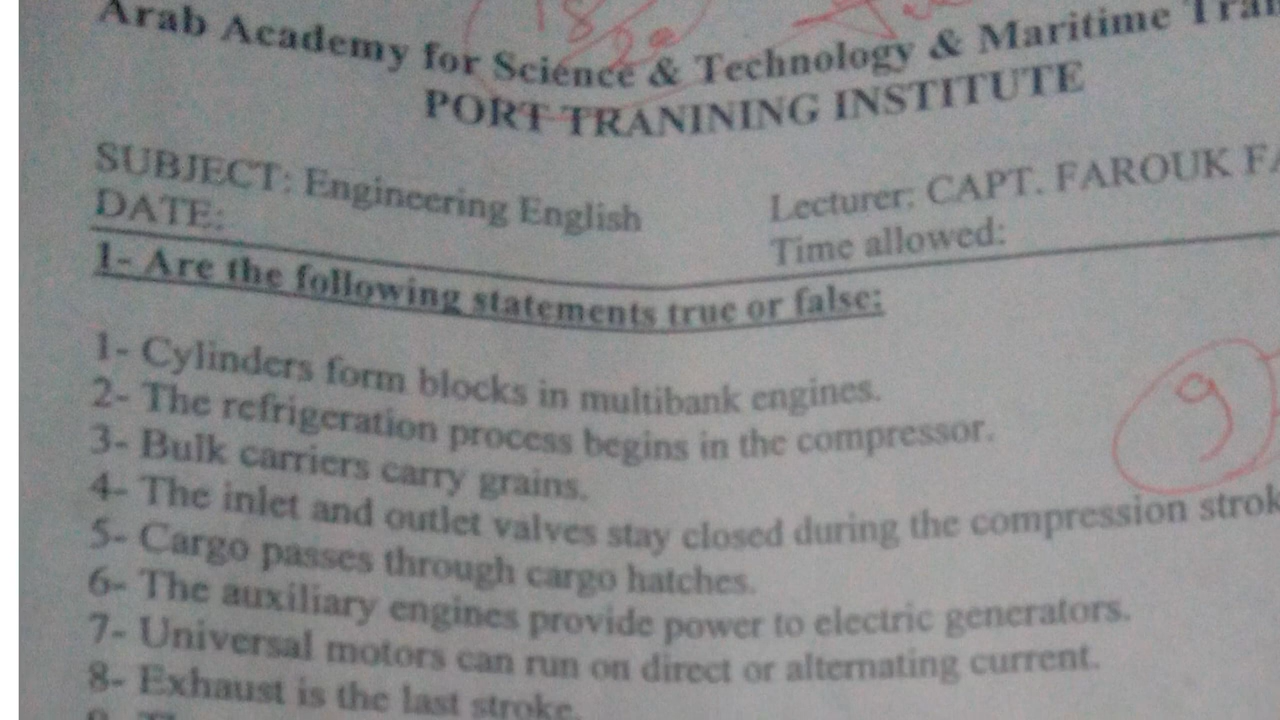 18/20
Arab Academy for Science & Technology & Maritime
PORT TRANINING INSTITUTE
SUBJECT: Engineering English
Lecturer: CAPT. FAROUK
DATE:
Time allowed:
1- Are the following statements true or false:
1- Cylinders form blocks in multibank engines.
2- The refrigeration process begins in the compressor.
9
3- Bulk carriers carry grains.
4- The inlet and outlet valves stay closed during the compression
5- Cargo passes through cargo hatches.
6- The auxiliary engines provide power to electric generators.
7- Universal motors can run on direct or alternating current.
8- Exhaust is the last stroke.